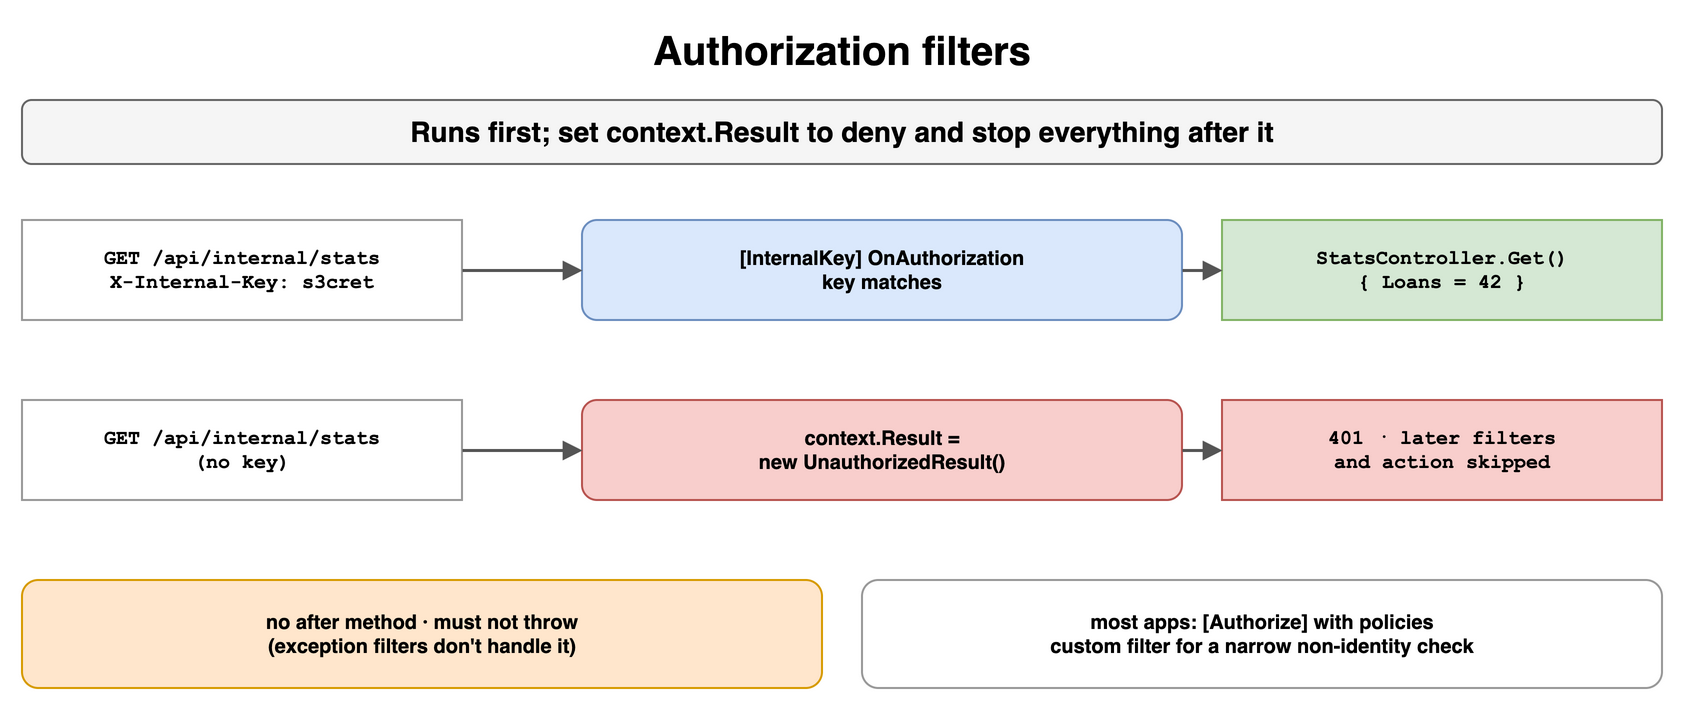 Authorization filters
Runs first; set context.Result to deny and stop everything after it
GET /api/internal/stats
X-Internal-Key: s3cret
[InternalKey] OnAuthorization
key matches
StatsController.Get()
{ Loans = 42 }
GET /api/internal/stats
(no key)
context.Result =
new UnauthorizedResult()
401 · later filters
and action skipped
no after method · must not throw
(exception filters don't handle it)
most apps: [Authorize] with policies
custom filter for a narrow non-identity check